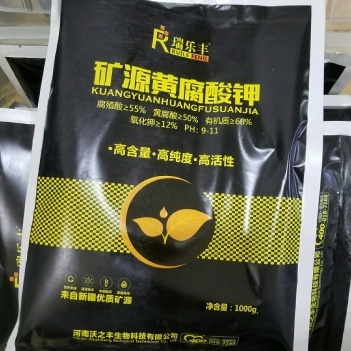 瑞乐丰
RUILE FENG
矿源黄腐酸钾
KUANGYUANHUANGFUSUANJIA
腐殖酸≥55% 黄腐酸≥50% 有机质≥60%
氧化钾≥12% PH: 9-11
·高含量·高纯度·高活性
来自新疆优质矿源
净含量:1000g
河南沃之丰生物科技有限公司
400